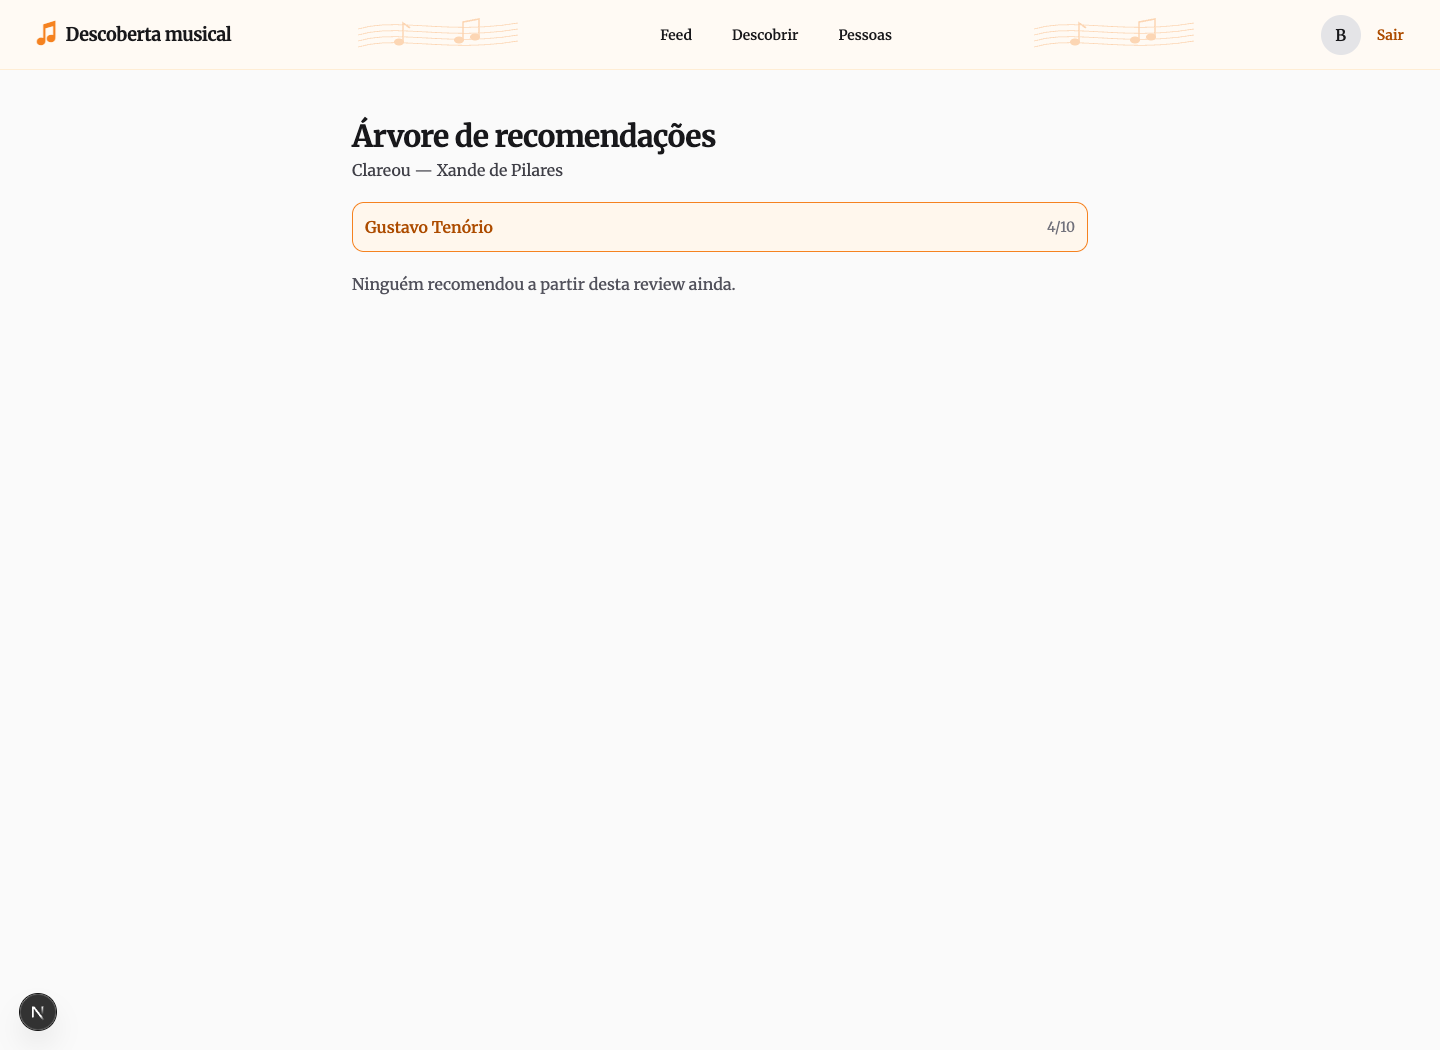 Descoberta musical
Feed
Descobrir
Pessoas
B
Sair
Árvore de recomendações
Clareou — Xande de Pilares
Gustavo Tenório 4/10
Ninguém recomendou a partir desta review ainda.
N